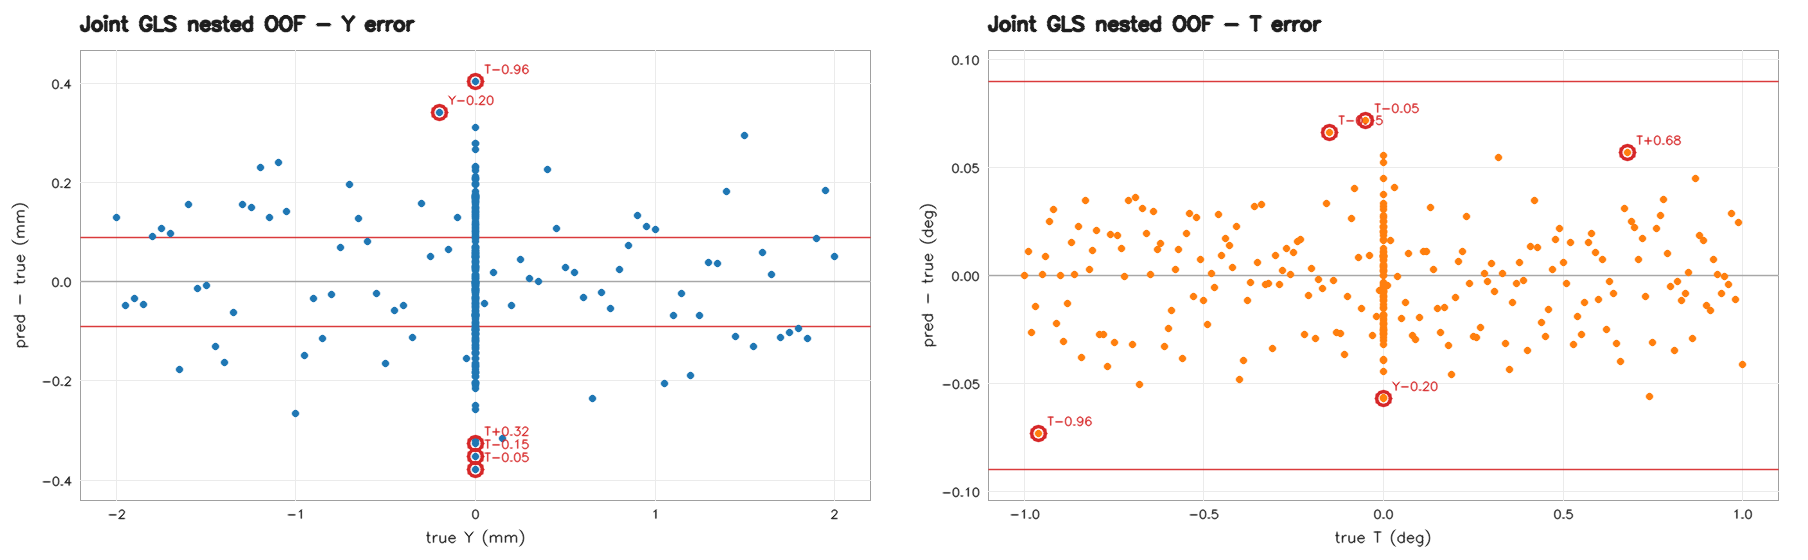 Joint GLS nested OOF - Y error
T-0.96
Y-0.20
T+0.32
T-0.15
T-0.05
0.4
0.2
0.0
-0.2
-0.4
pred - true (mm)
-2
-1
0
1
2
true Y (mm)
Joint GLS nested OOF - T error
T-0.05
T+0.68
Y-0.20
T-0.96
0.10
0.05
0.00
-0.05
-0.10
pred - true (deg)
-1.0
-0.5
0.0
0.5
1.0
true T (deg)